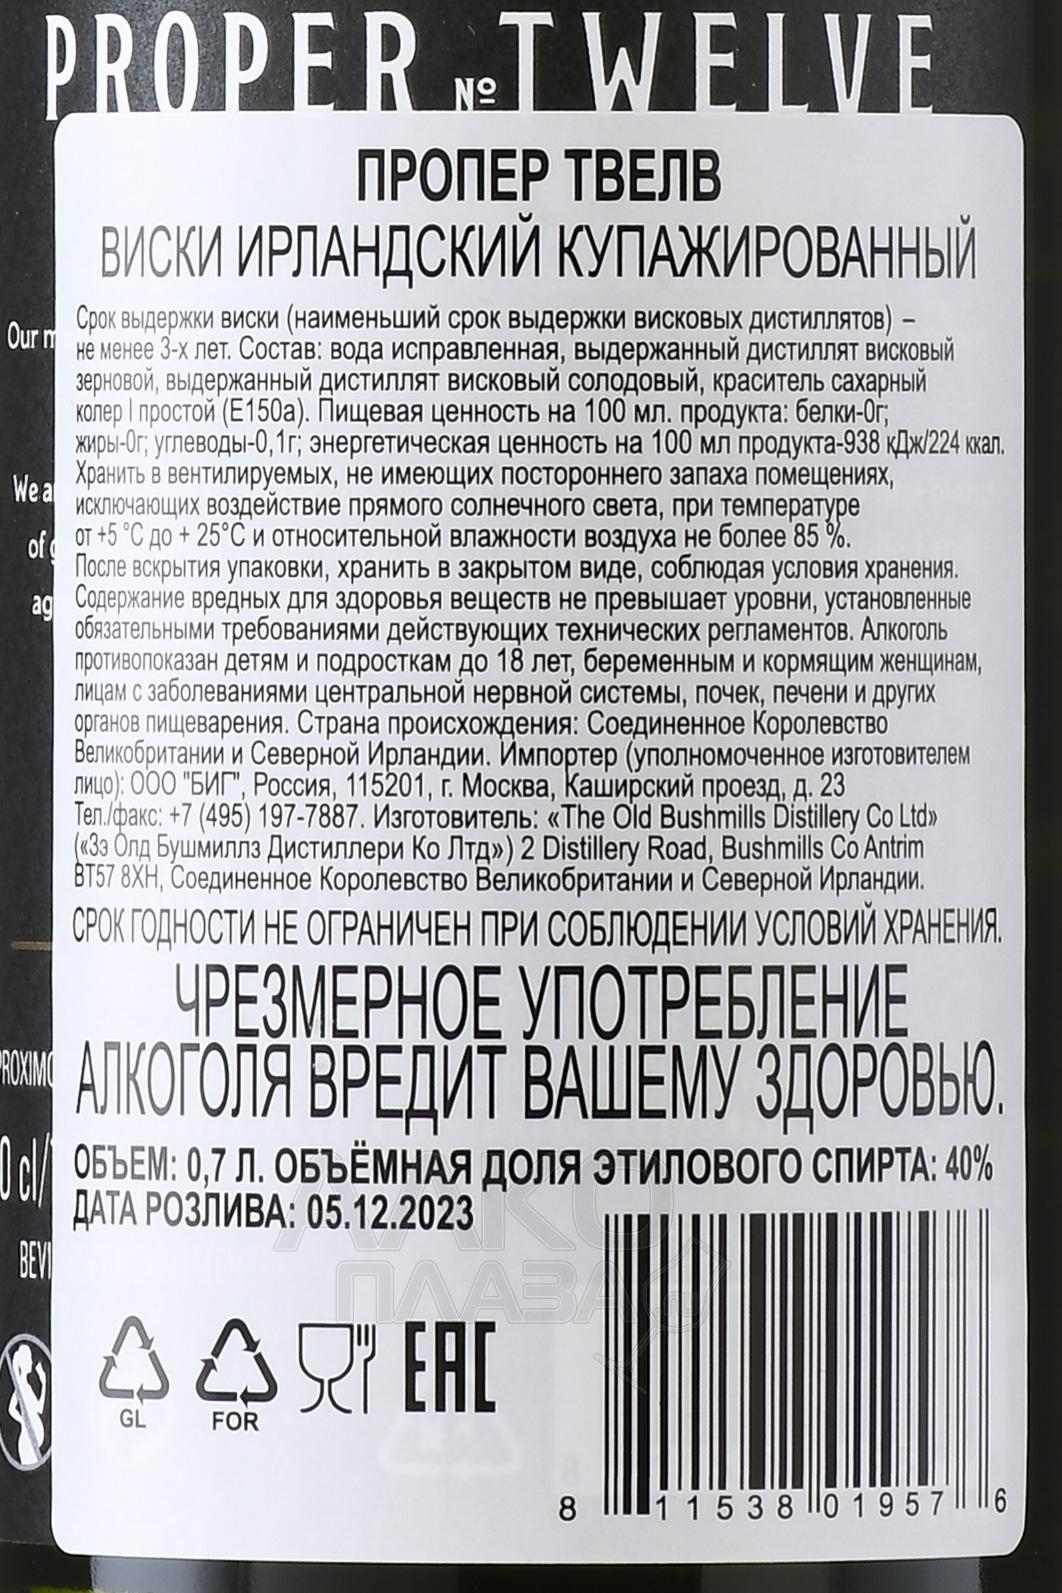 PROPER № TWELVE
ПРОПЕР ТВЕЛВ
ВИСКИ ИРЛАНДСКИЙ КУПАЖИРОВАННЫЙ
Срок выдержки виски (наименьший срок выдержки висковых дистиллятов) –
не менее 3-х лет. Состав: вода исправленная, выдержанный дистиллят висковый
зерновой, выдержанный дистиллят висковый солодовый, краситель сахарный
колер I простой (Е150а). Пищевая ценность на 100 мл. продукта: белки-0г;
жиры-0г; углеводы-0,1г; энергетическая ценность на 100 мл продукта-938 кДж/224 ккал.
Хранить в вентилируемых, не имеющих постороннего запаха помещениях,
исключающих воздействие прямого солнечного света, при температуре
от +5 °С до + 25°С и относительной влажности воздуха не более 85 %.
После вскрытия упаковки, хранить в закрытом виде, соблюдая условия хранения.
Содержание вредных для здоровья веществ не превышает уровни, установленные
обязательными требованиями действующих технических регламентов. Алкоголь
противопоказан детям и подросткам до 18 лет, беременным и кормящим женщинам,
лицам с заболеваниями центральной нервной системы, почек, печени и других
органов пищеварения. Страна происхождения: Соединенное Королевство
Великобритании и Северной Ирландии. Импортер (уполномоченное изготовителем
лицо): ООО "БИГ", Россия, 115201, г. Москва, Каширский проезд, д. 23
Тел./факс: +7 (495) 197-7887. Изготовитель: «The Old Bushmills Distillery Co Ltd»
(«Зэ Олд Бушмиллз Дистиллери Ко Лтд») 2 Distillery Road, Bushmills Co Antrim
BT57 8XH, Соединенное Королевство Великобритании и Северной Ирландии.
СРОК ГОДНОСТИ НЕ ОГРАНИЧЕН ПРИ СОБЛЮДЕНИИ УСЛОВИЙ ХРАНЕНИЯ.
ЧРЕЗМЕРНОЕ УПОТРЕБЛЕНИЕ
АЛКОГОЛЯ ВРЕДИТ ВАШЕМУ ЗДОРОВЬЮ.
ОБЪЕМ: 0,7 Л. ОБЪЁМНАЯ ДОЛЯ ЭТИЛОВОГО СПИРТА: 40%
ДАТА РОЗЛИВА: 05.12.2023
GL
FOR
EAC
8 11538 01957 6
Our
We
of
cl/